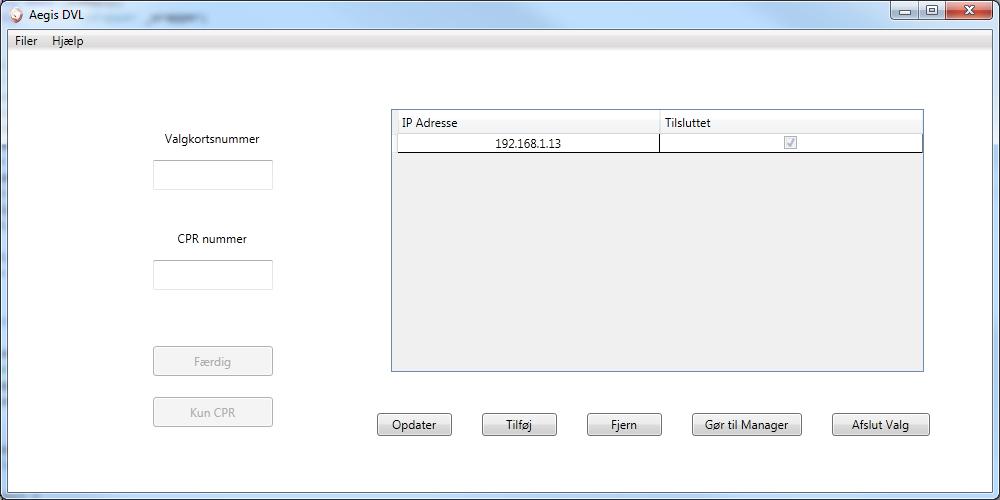 Aegis DVL
Filer Hjælp
Valgkortsnummer
CPR nummer
Færdig
Kun CPR
IP Adresse Tilsluttet
192.168.1.13
Opdater Tilføj Fjern Gør til Manager Afslut Valg